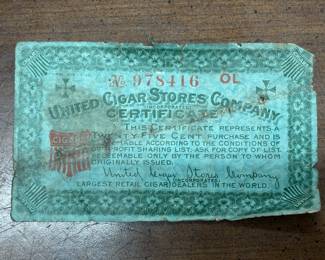 No 978416 OL
UNITED CIGAR STORES COMPANY
INCORPORATED
CERTIFICATE
THIS CERTIFICATE REPRESENTS A
TWENTY FIVE CENT PURCHASE AND IS
REDEEMABLE ACCORDING TO THE CONDITIONS OF
PROFIT SHARING LIST; ASK FOR COPY OF LIST.
REDEEMABLE ONLY BY THE PERSON TO WHOM
ORIGINALLY ISSUED.
United Cigar Stores Company
(INCORPORATED)
LARGEST RETAIL CIGAR DEALERS IN THE WORLD.